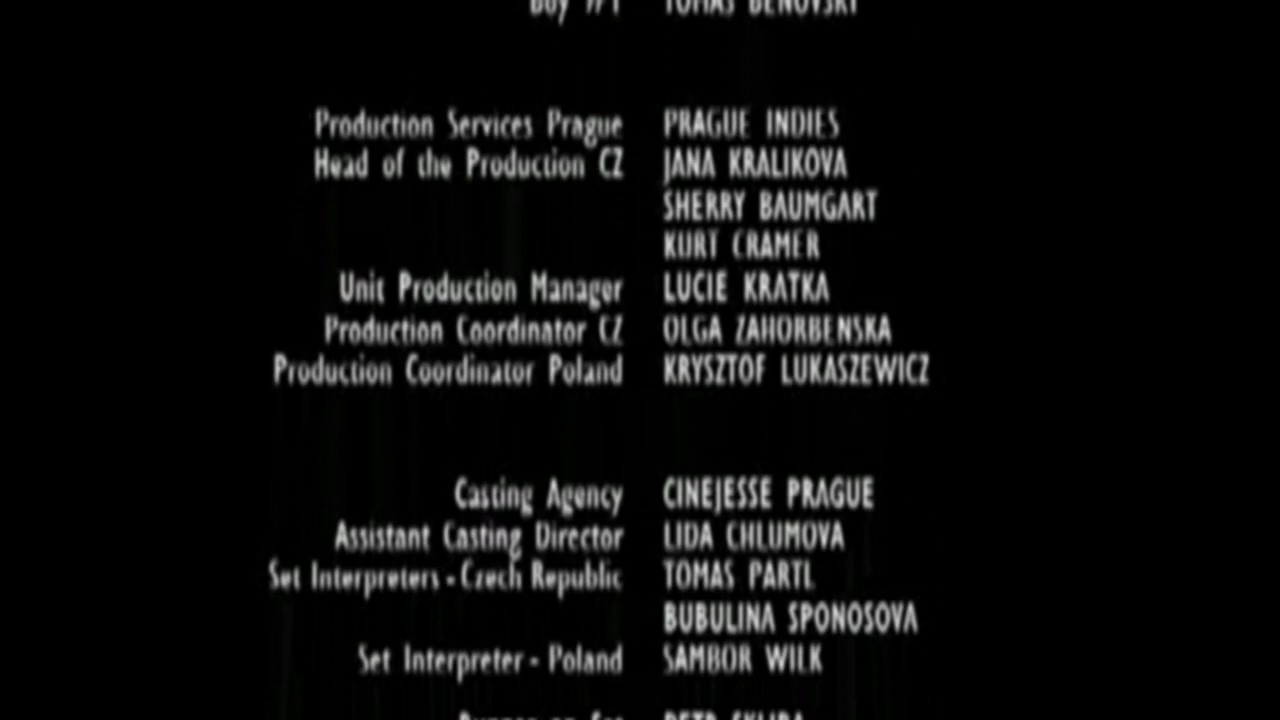 TOMAS BENOVSKY
Production Services Prague PRAGUE INDIES
Head of the Production CZ JANA KRALIKOVA
SHERRY BAUMGART
KURT CRAMER
Unit Production Manager LUCIE KRATKA
Production Coordinator CZ OLGA ZAHORBENSKA
Production Coordinator Poland KRYSZTOF LUKASZEWICZ
Casting Agency CINEJESSE PRAGUE
Assistant Casting Director LIDA CHLUMOVA
Set Interpreters - Czech Republic TOMAS PARTL
BUBULINA SPONOSOVA
Set Interpreter - Poland SAMBOR WILK